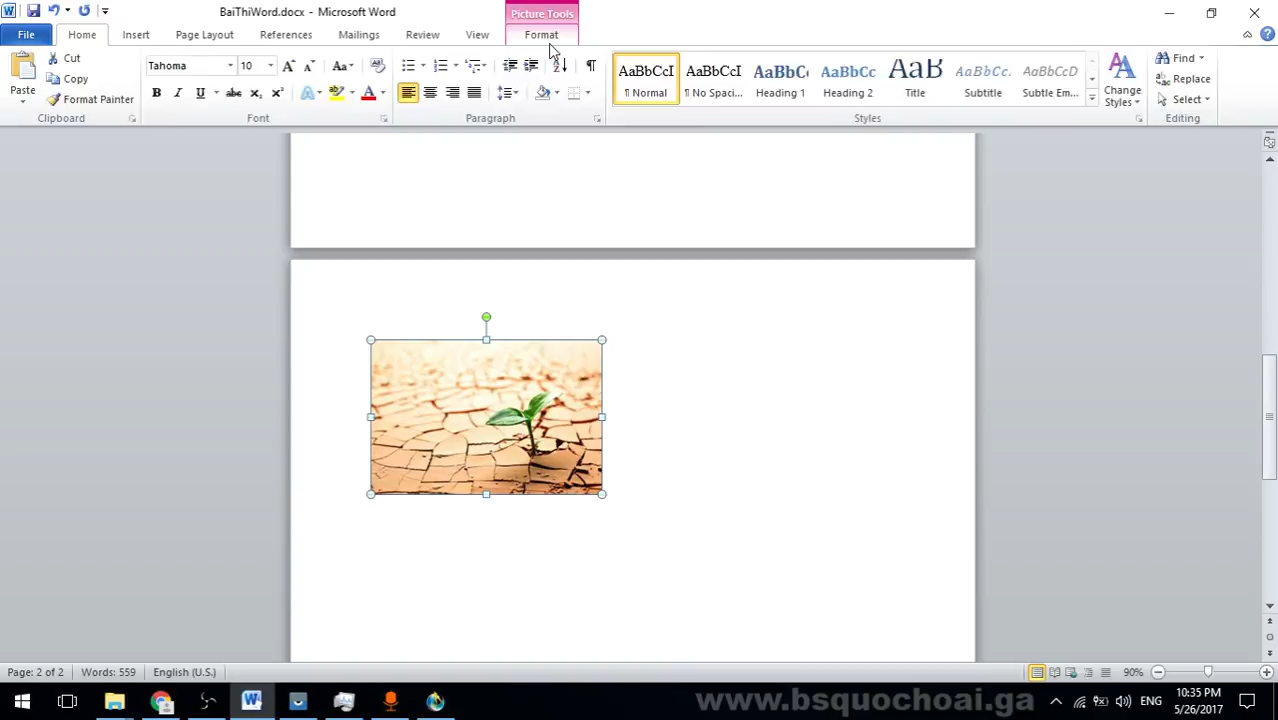 BaiThiWord.docx - Microsoft Word
Picture Tools
File
Home
Insert
Page Layout
References
Mailings
Review
View
Format
Paste
Cut
Copy
Format Painter
Clipboard
Tahoma
10
Font
Paragraph
AaBbCcI
¶ Normal
AaBbCcI
¶ No Spaci...
AaBbC
Heading 1
AaBbCc
Heading 2
AaB
Title
AaBbCc.
Subtitle
AaBbCcD
Subtle Em...
Change
Styles
Styles
Find
Replace
Select
Editing
Page: 2 of 2
Words: 559
English (U.S.)
90%
www.bsquochoai.ga
ENG
10:35 PM
5/26/2017